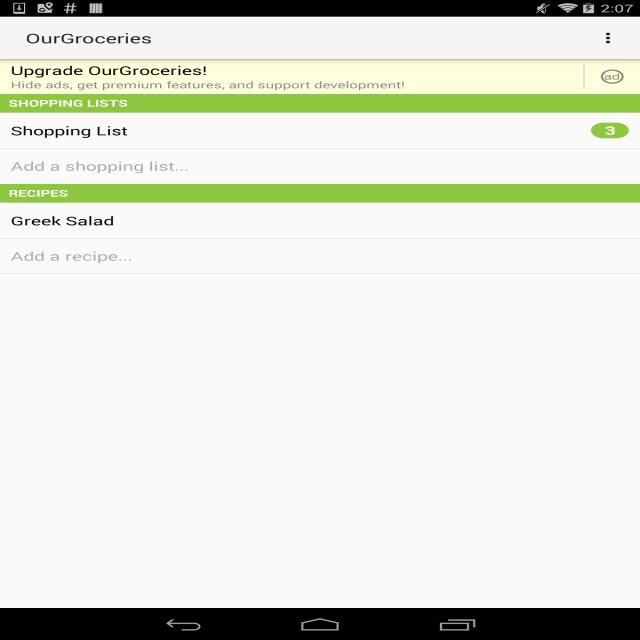 2:07
OurGroceries
Upgrade OurGroceries!
Hide ads, get premium features, and support development!
ad
SHOPPING LISTS
Shopping List
3
Add a shopping list...
RECIPES
Greek Salad
Add a recipe...